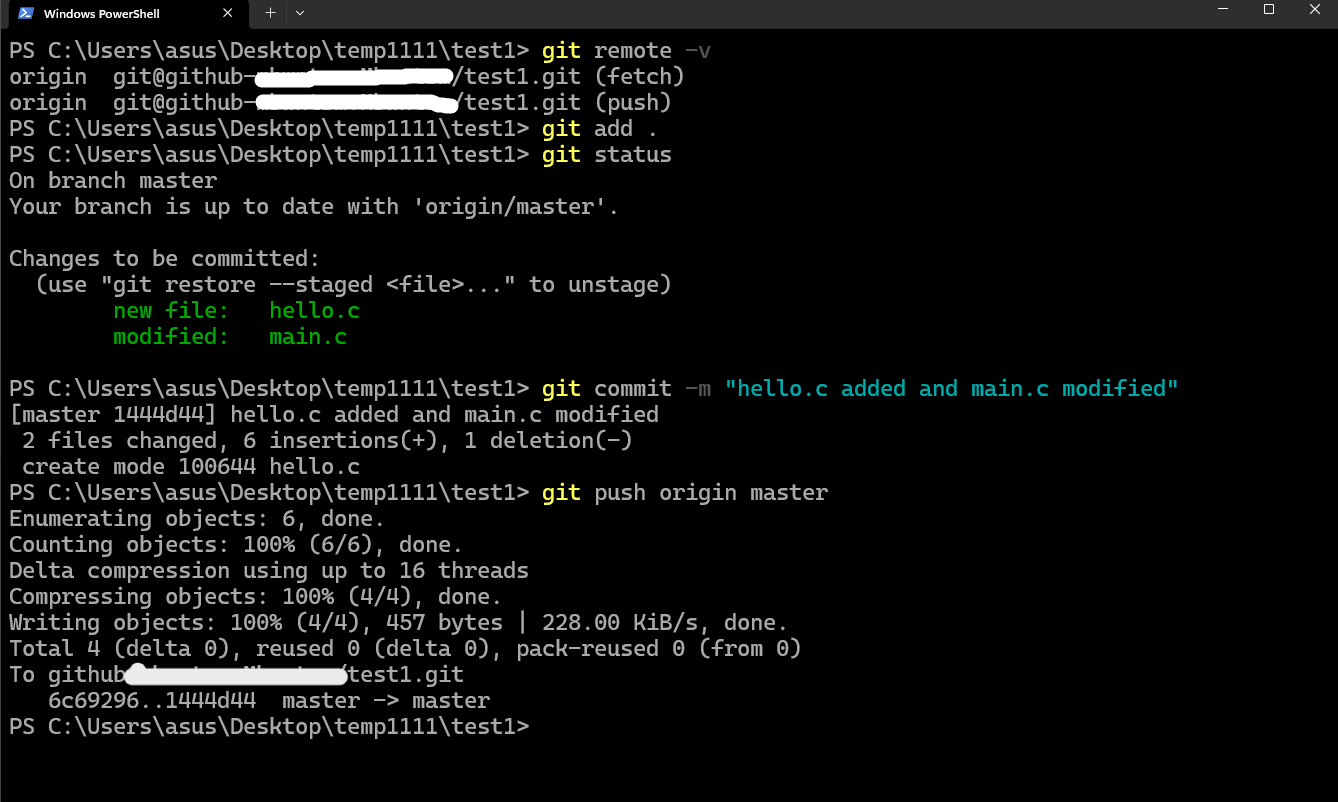 Windows PowerShell
PS C:\Users\asus\Desktop\temp1111\test1> git remote -v
origin  git@github-/test1.git (fetch)
origin  git@github-/test1.git (push)
PS C:\Users\asus\Desktop\temp1111\test1> git add .
PS C:\Users\asus\Desktop\temp1111\test1> git status
On branch master
Your branch is up to date with 'origin/master'.

Changes to be committed:
  (use "git restore --staged <file>..." to unstage)
        new file:   hello.c
        modified:   main.c

PS C:\Users\asus\Desktop\temp1111\test1> git commit -m "hello.c added and main.c modified"
[master 1444d44] hello.c added and main.c modified
 2 files changed, 6 insertions(+), 1 deletion(-)
 create mode 100644 hello.c
PS C:\Users\asus\Desktop\temp1111\test1> git push origin master
Enumerating objects: 6, done.
Counting objects: 100% (6/6), done.
Delta compression using up to 16 threads
Compressing objects: 100% (4/4), done.
Writing objects: 100% (4/4), 457 bytes | 228.00 KiB/s, done.
Total 4 (delta 0), reused 0 (delta 0), pack-reused 0 (from 0)
To github/test1.git
   6c69296..1444d44  master -> master
PS C:\Users\asus\Desktop\temp1111\test1>